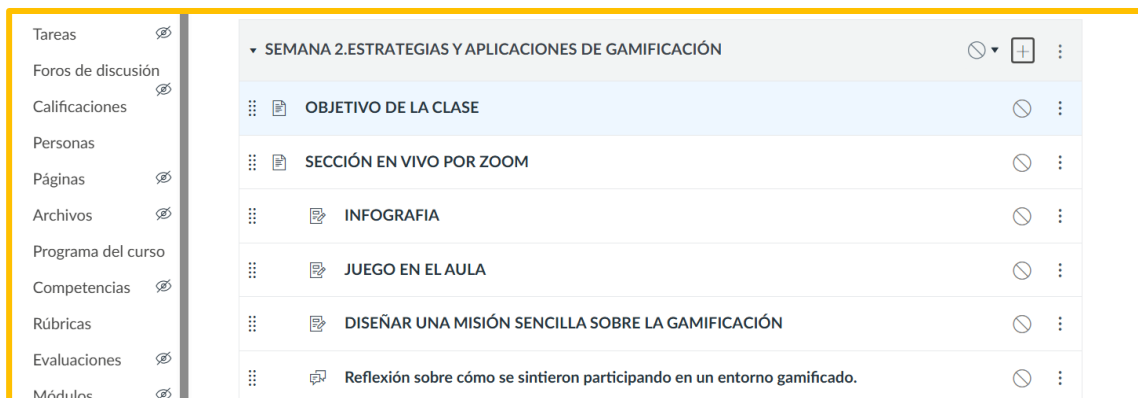 Tareas
Foros de discusión
Calificaciones
Personas
Páginas
Archivos
Programa del curso
Competencias
Rúbricas
Evaluaciones
Módulos
SEMANA 2.ESTRATEGIAS Y APLICACIONES DE GAMIFICACIÓN
OBJETIVO DE LA CLASE
SECCIÓN EN VIVO POR ZOOM
INFOGRAFIA
JUEGO EN EL AULA
DISEÑAR UNA MISIÓN SENCILLA SOBRE LA GAMIFICACIÓN
Reflexión sobre cómo se sintieron participando en un entorno gamificado.